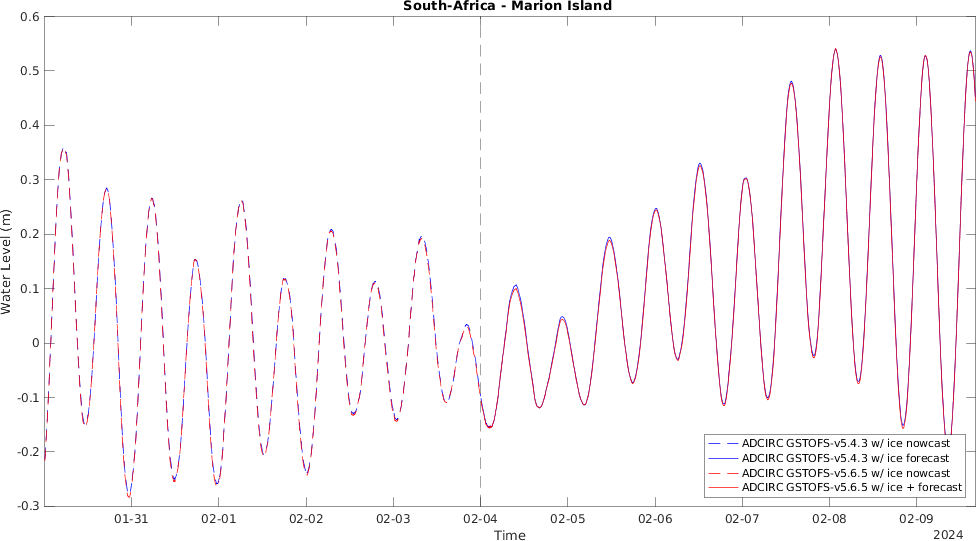 South-Africa - Marion Island
0.6
0.5
0.4
0.3
0.2
0.1
0
-0.1
-0.2
-0.3
Water Level (m)
ADCIRC GSTOFS-v5.4.3 w/ ice nowcast
ADCIRC GSTOFS-v5.4.3 w/ ice forecast
ADCIRC GSTOFS-v5.6.5 w/ ice nowcast
ADCIRC GSTOFS-v5.6.5 w/ ice + forecast
01-31 02-01 02-02 02-03 02-04 02-05 02-06 02-07 02-08 02-09
Time
2024